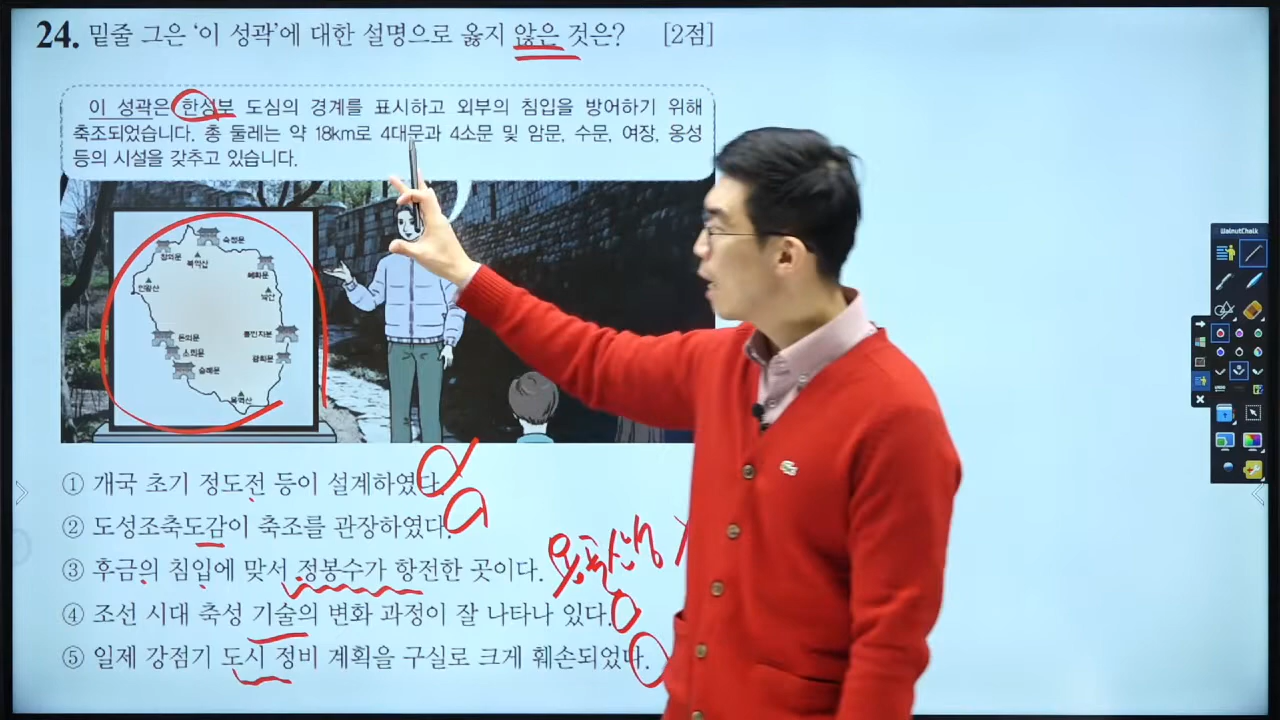 24. 밑줄 그은 '이 성곽'에 대한 설명으로 옳지 않은 것은? [2점]
이 성곽은 한성부 도심의 경계를 표시하고 외부의 침입을 방어하기 위해
축조되었습니다. 총 둘레는 약 18km로 4대문과 4소문 및 암문, 수문, 여장, 옹성
등의 시설을 갖추고 있습니다.
숙정문
창의문
북악산
혜화문
인왕산
낙산
흥인지문
돈의문
소의문
광희문
숭례문
목멱산
① 개국 초기 정도전 등이 설계하였다.
② 도성조축도감이 축조를 관장하였다.
③ 후금의 침입에 맞서 정봉수가 항전한 곳이다.
용골산성 X
④ 조선 시대 축성 기술의 변화 과정이 잘 나타나 있다.
⑤ 일제 강점기 도시 정비 계획을 구실로 크게 훼손되었다.
WalnutChalk